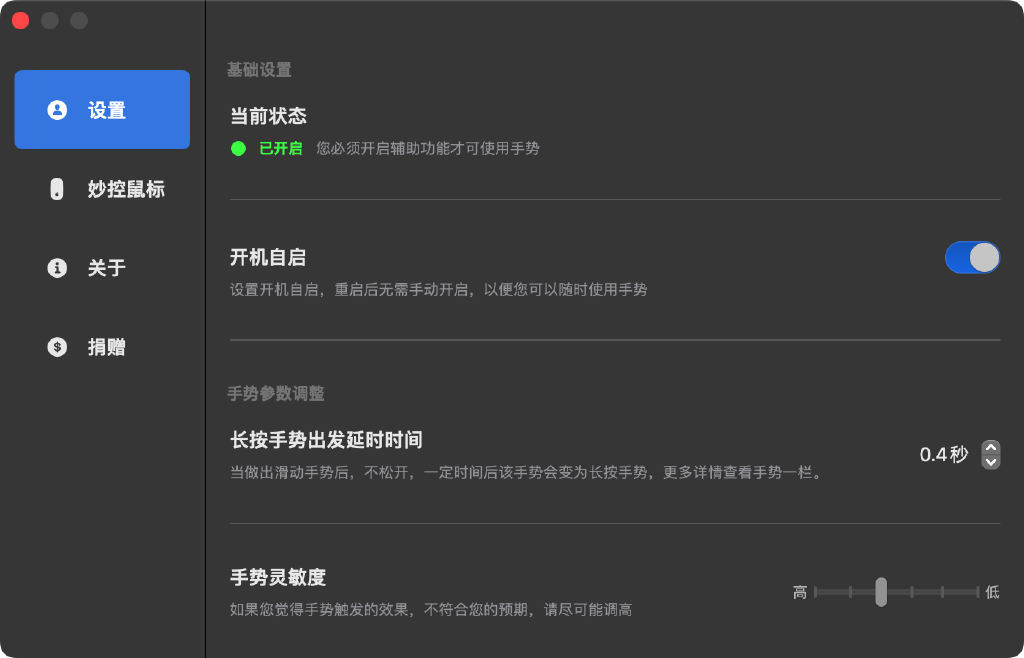 设置
妙控鼠标
关于
捐赠
基础设置
当前状态
已开启 您必须开启辅助功能才可使用手势
开机自启
设置开机自启，重启后无需手动开启，以便您可以随时使用手势
手势参数调整
长按手势出发延时时间
当做出滑动手势后，不松开，一定时间后该手势会变为长按手势，更多详情查看手势一栏。
0.4秒
手势灵敏度
如果您觉得手势触发的效果，不符合您的预期，请尽可能调高
高 低